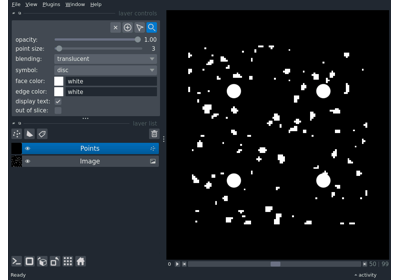 File View Plugins Window Help
layer controls
opacity: 1.00
point size: 3
blending: translucent
symbol: disc
face color: white
edge color: white
display text:
out of slice:
layer list
Points
Image
50 99
Ready activity